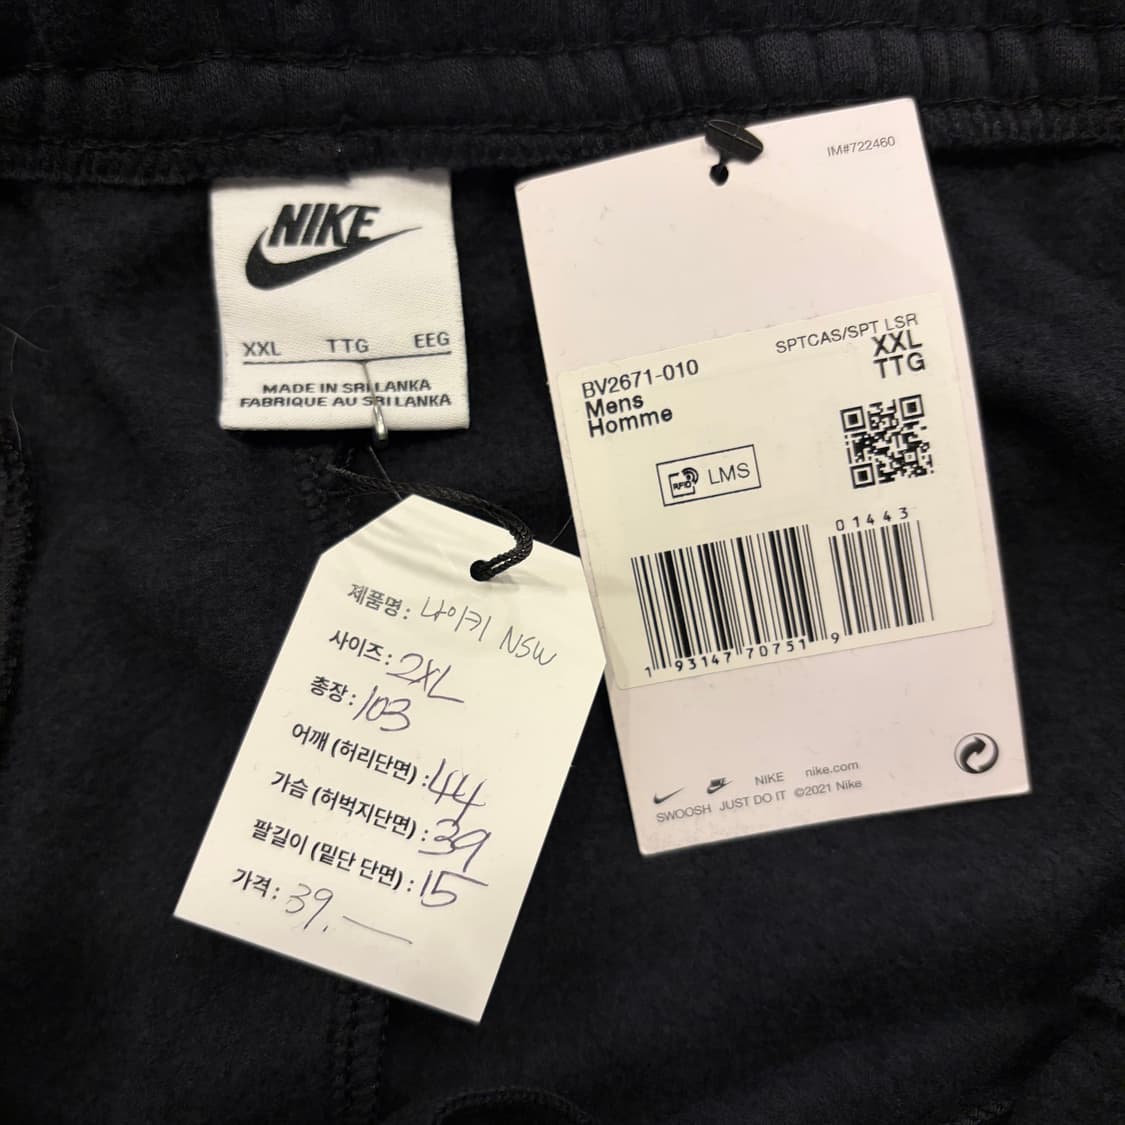 NIKE
XXL TTG EEG
MADE IN SRI LANKA
FABRIQUE AU SRI LANKA
IM#722460
SPTCAS/SPT LSR
BV2671-010
Mens
Homme
XXL
TTG
RFID LMS
01443
1 93147 70751 9
NIKE nike.com
SWOOSH JUST DO IT ©2021 Nike
제품명: 나이키 NSW
사이즈: 2XL
총장: 103
어깨 (허리단면) : 44
가슴 (허벅지단면) : 39
팔길이 (밑단 단면) : 15
가격: 39.—